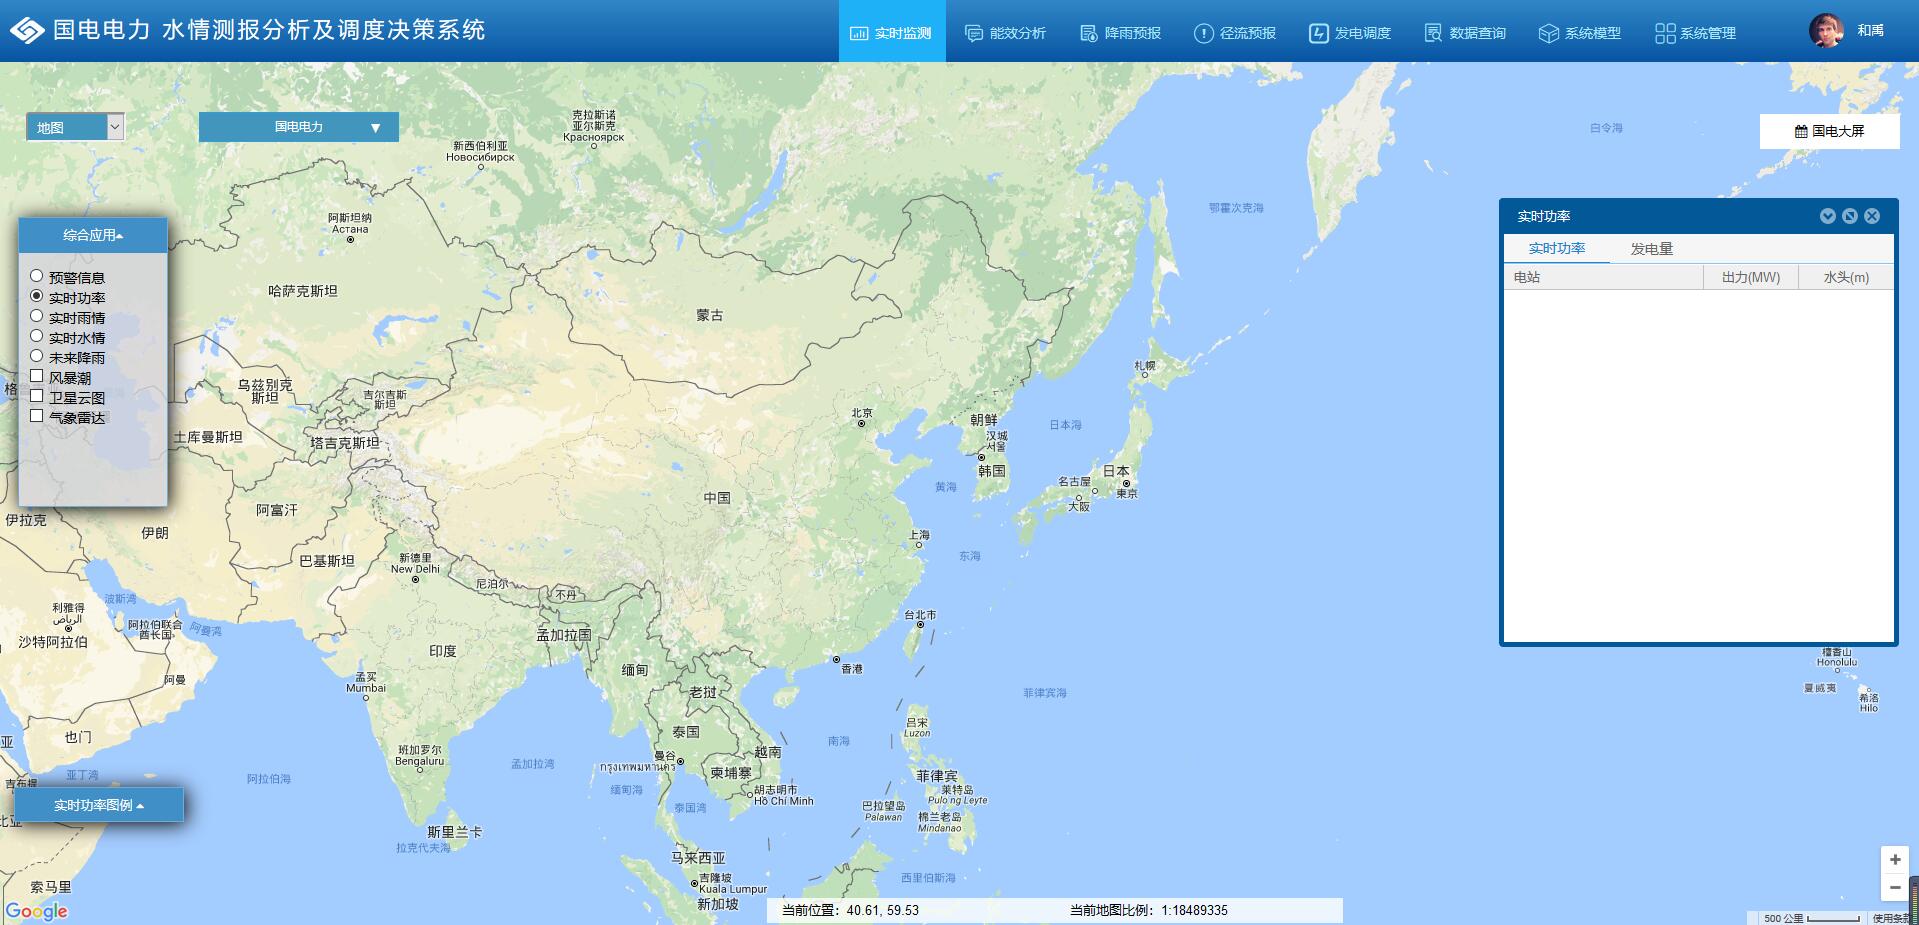 国电电力 水情测报分析及调度决策系统
实时监测
能效分析
降雨预报
径流预报
发电调度
数据查询
系统模型
系统管理
和禹
地图
国电电力
国电大屏
综合应用
预警信息
实时功率
实时雨情
实时水情
未来降雨
风暴潮
卫星云图
气象雷达
实时功率
实时功率
发电量
电站
出力(MW)
水头(m)
克拉斯诺
亚尔斯克
Красноярск
新西伯利亚
Новосибирск
白令海
鄂霍次克海
阿斯坦纳
Астана
哈萨克斯坦
蒙古
札幌
乌兹别克
斯坦
吉尔吉斯
斯坦
北京
朝鲜
日本海
汉城
서울
土库曼斯坦
塔吉克斯坦
韩国
日本
名古屋
東京
大阪
黄海
中国
阿富汗
伊拉克
伊朗
上海
东海
巴基斯坦
新德里
New Delhi
尼泊尔
不丹
波斯湾
利雅得
الرياض
阿拉伯联合
酋长国
阿曼湾
沙特阿拉伯
台北市
孟加拉国
印度
缅甸
香港
檀香山
Honolulu
阿曼
孟买
Mumbai
老挝
菲律宾海
夏威夷
希洛
Hilo
也门
亚
泰国
吕宋
Luzon
南海
班加罗尔
Bengaluru
曼谷
กรุงเทพมหานคร
越南
孟加拉湾
亚丁湾
阿拉伯海
柬埔寨
菲律宾
吉布提
缅甸海
胡志明市
Hồ Chí Minh
莱特岛
Pulo ng Leyte
泰国湾
巴拉望岛
Palawan
棉兰老岛
Mindanao
实时功率图例
比亚
斯里兰卡
拉克代夫海
马来西亚
吉隆坡
Kuala Lumpur
西里伯斯海
索马里
新加坡
Google
当前位置：40.61, 59.53
当前地图比例：1:18489335
500 公里
使用条款